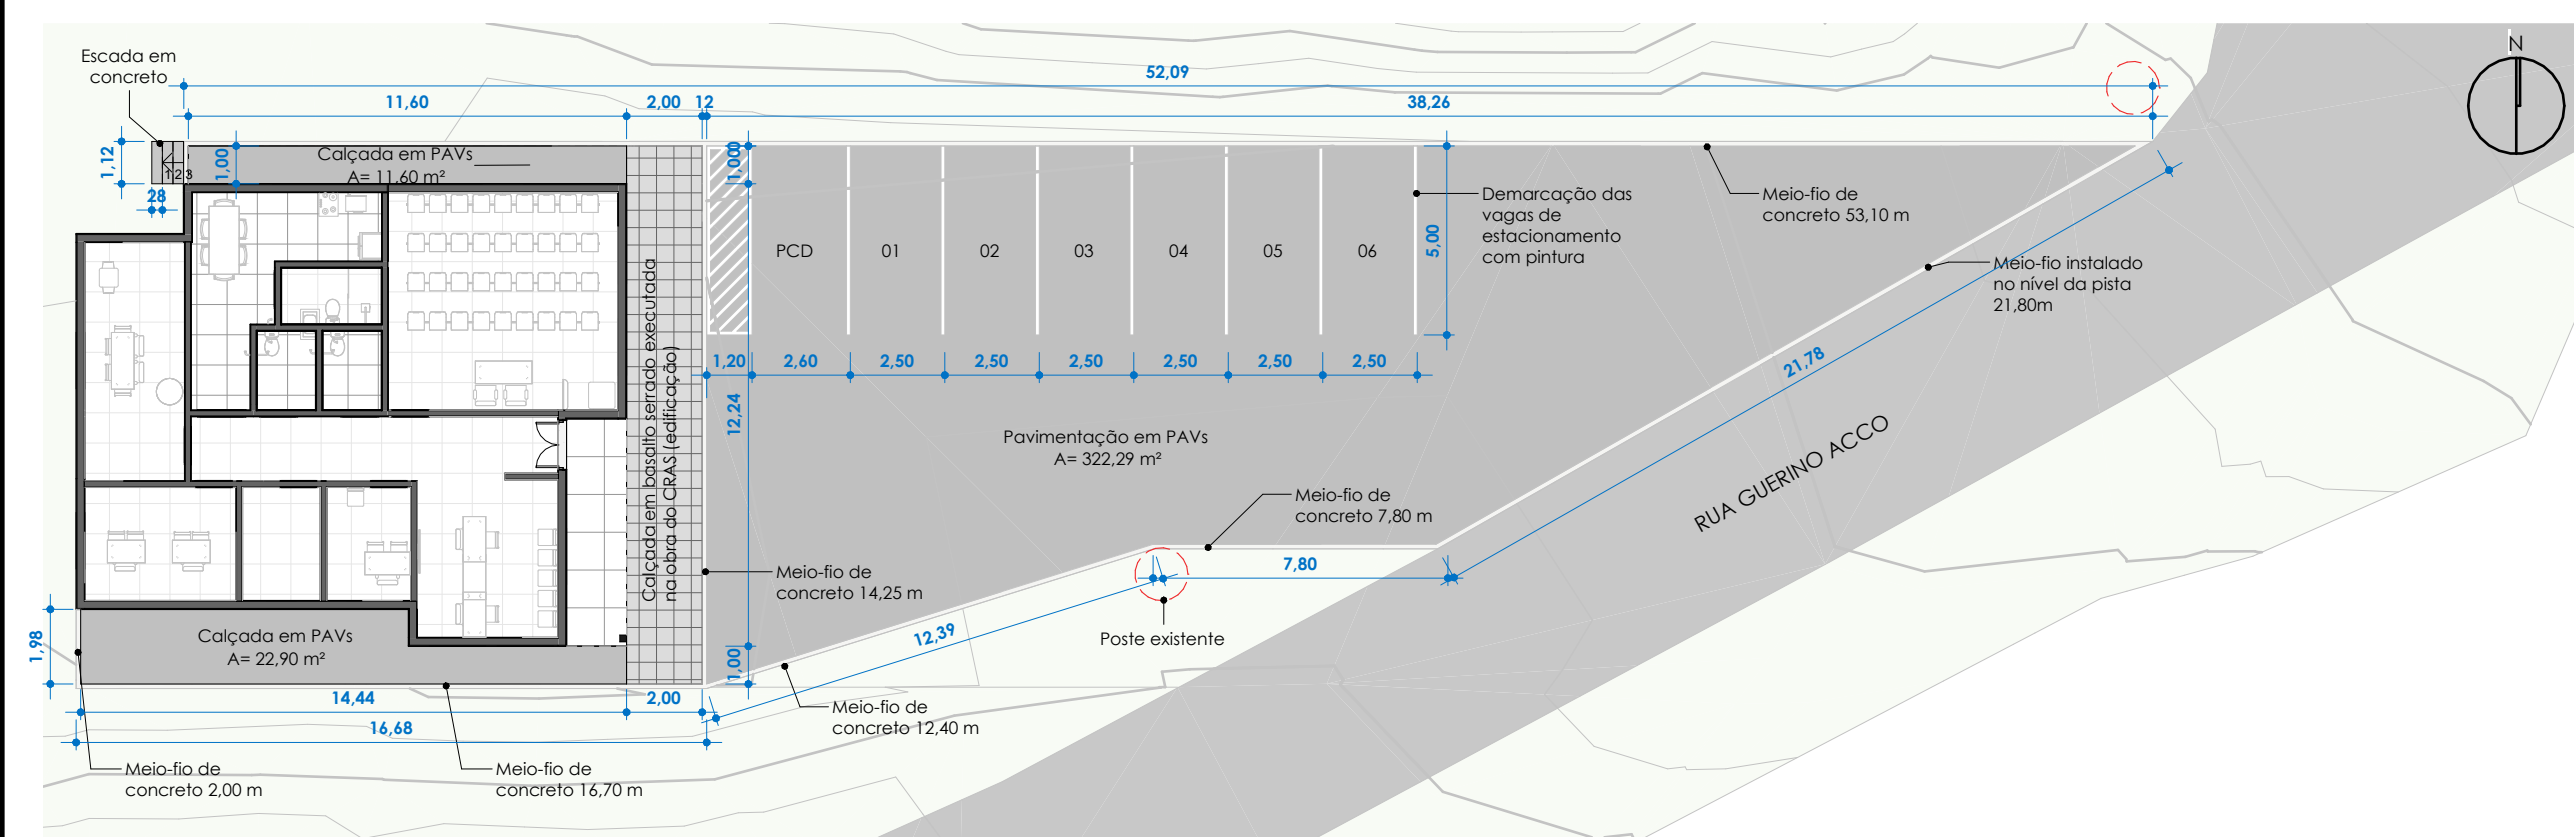 Escada em
concreto
52,09
11,60
2,00
12
38,26
N
1,12
1,00
Calçada em PAVs
A= 11,60 m²
1 2 3
28
1,000
PCD
01
02
03
04
05
06
5,00
Demarcação das
vagas de
estacionamento
com pintura
Meio-fio de
concreto 53,10 m
Meio-fio instalado
no nível da pista
21,80m
1,20
2,60
2,50
2,50
2,50
2,50
2,50
2,50
21,78
12,24
Calçada em basalto serrado executada
na obra do CRAS (edificação)
Pavimentação em PAVs
A= 322,29 m²
RUA GUERINO ACCO
Meio-fio de
concreto 7,80 m
7,80
Meio-fio de
concreto 14,25 m
12,39
Poste existente
1,98
Calçada em PAVs
A= 22,90 m²
1,00
14,44
2,00
16,68
Meio-fio de
concreto 12,40 m
Meio-fio de
concreto 2,00 m
Meio-fio de
concreto 16,70 m